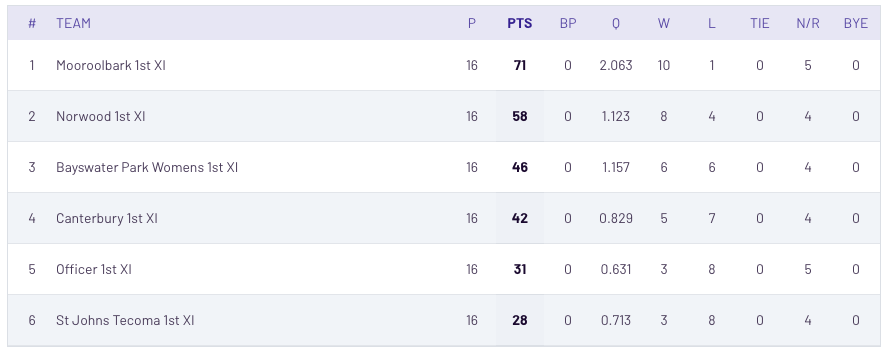 # TEAM P PTS BP Q W L TIE N/R BYE
1 Mooroolbark 1st XI 16 71 0 2.063 10 1 0 5 0
2 Norwood 1st XI 16 58 0 1.123 8 4 0 4 0
3 Bayswater Park Womens 1st XI 16 46 0 1.157 6 6 0 4 0
4 Canterbury 1st XI 16 42 0 0.829 5 7 0 4 0
5 Officer 1st XI 16 31 0 0.631 3 8 0 5 0
6 St Johns Tecoma 1st XI 16 28 0 0.713 3 8 0 4 0